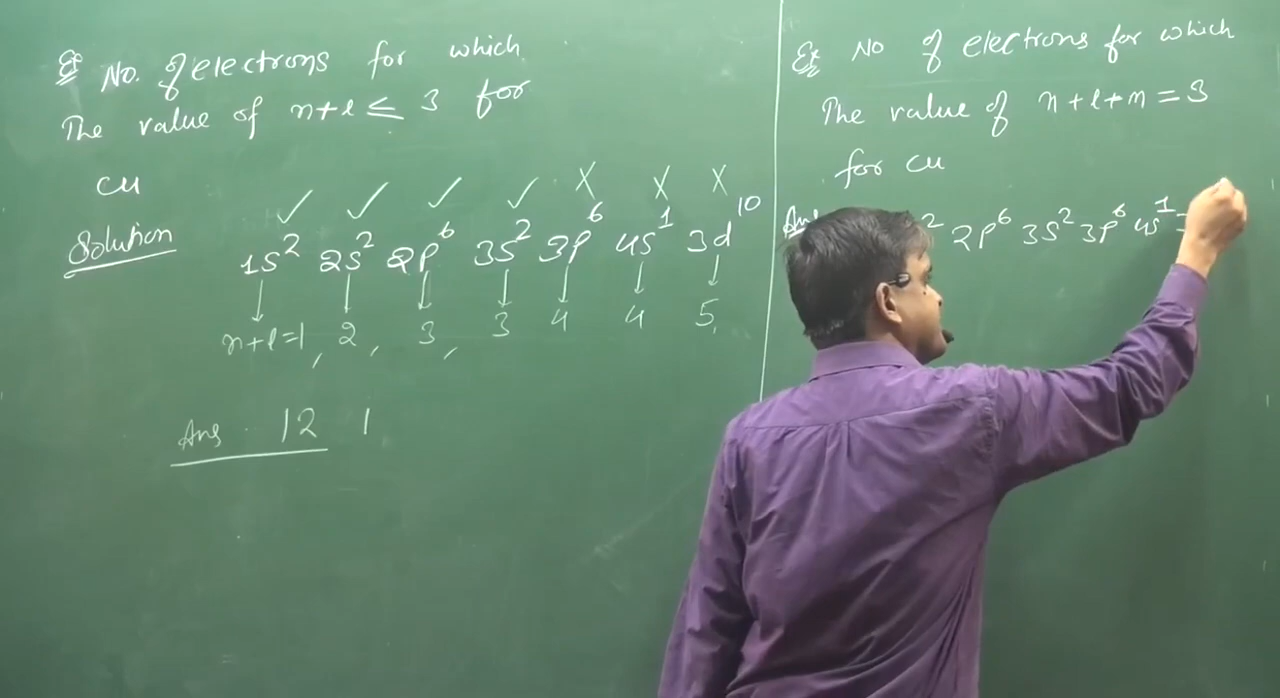 Ex No. of electrons for which
The value of n+l ≤ 3 for
cu
Solution
1s² 2s² 2p⁶ 3s² 3p⁶ 4s¹ 3d¹⁰
n+l=1, 2, 3, 3 4 4 5
Ans. 12
Ex No of electrons for which
The value of n+l+m=3
for cu
Ans ² 2p⁶ 3s² 3p⁶ 4s¹